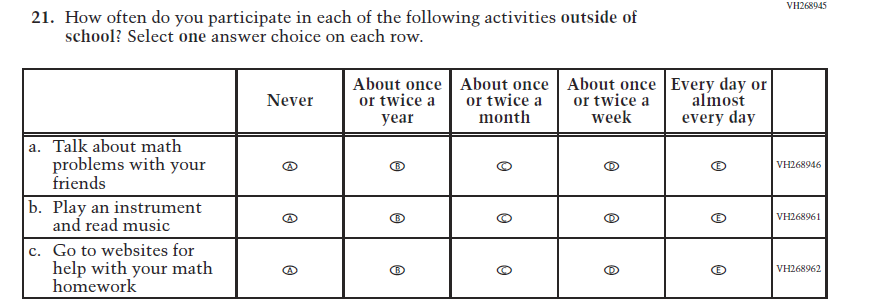 VH268945
21. How often do you participate in each of the following activities outside of
school? Select one answer choice on each row.
Never
About once
or twice a
year
About once
or twice a
month
About once
or twice a
week
Every day or
almost
every day
a. Talk about math
problems with your
friends
A B C D E VH268946
b. Play an instrument
and read music
A B C D E VH268961
c. Go to websites for
help with your math
homework
A B C D E VH268962